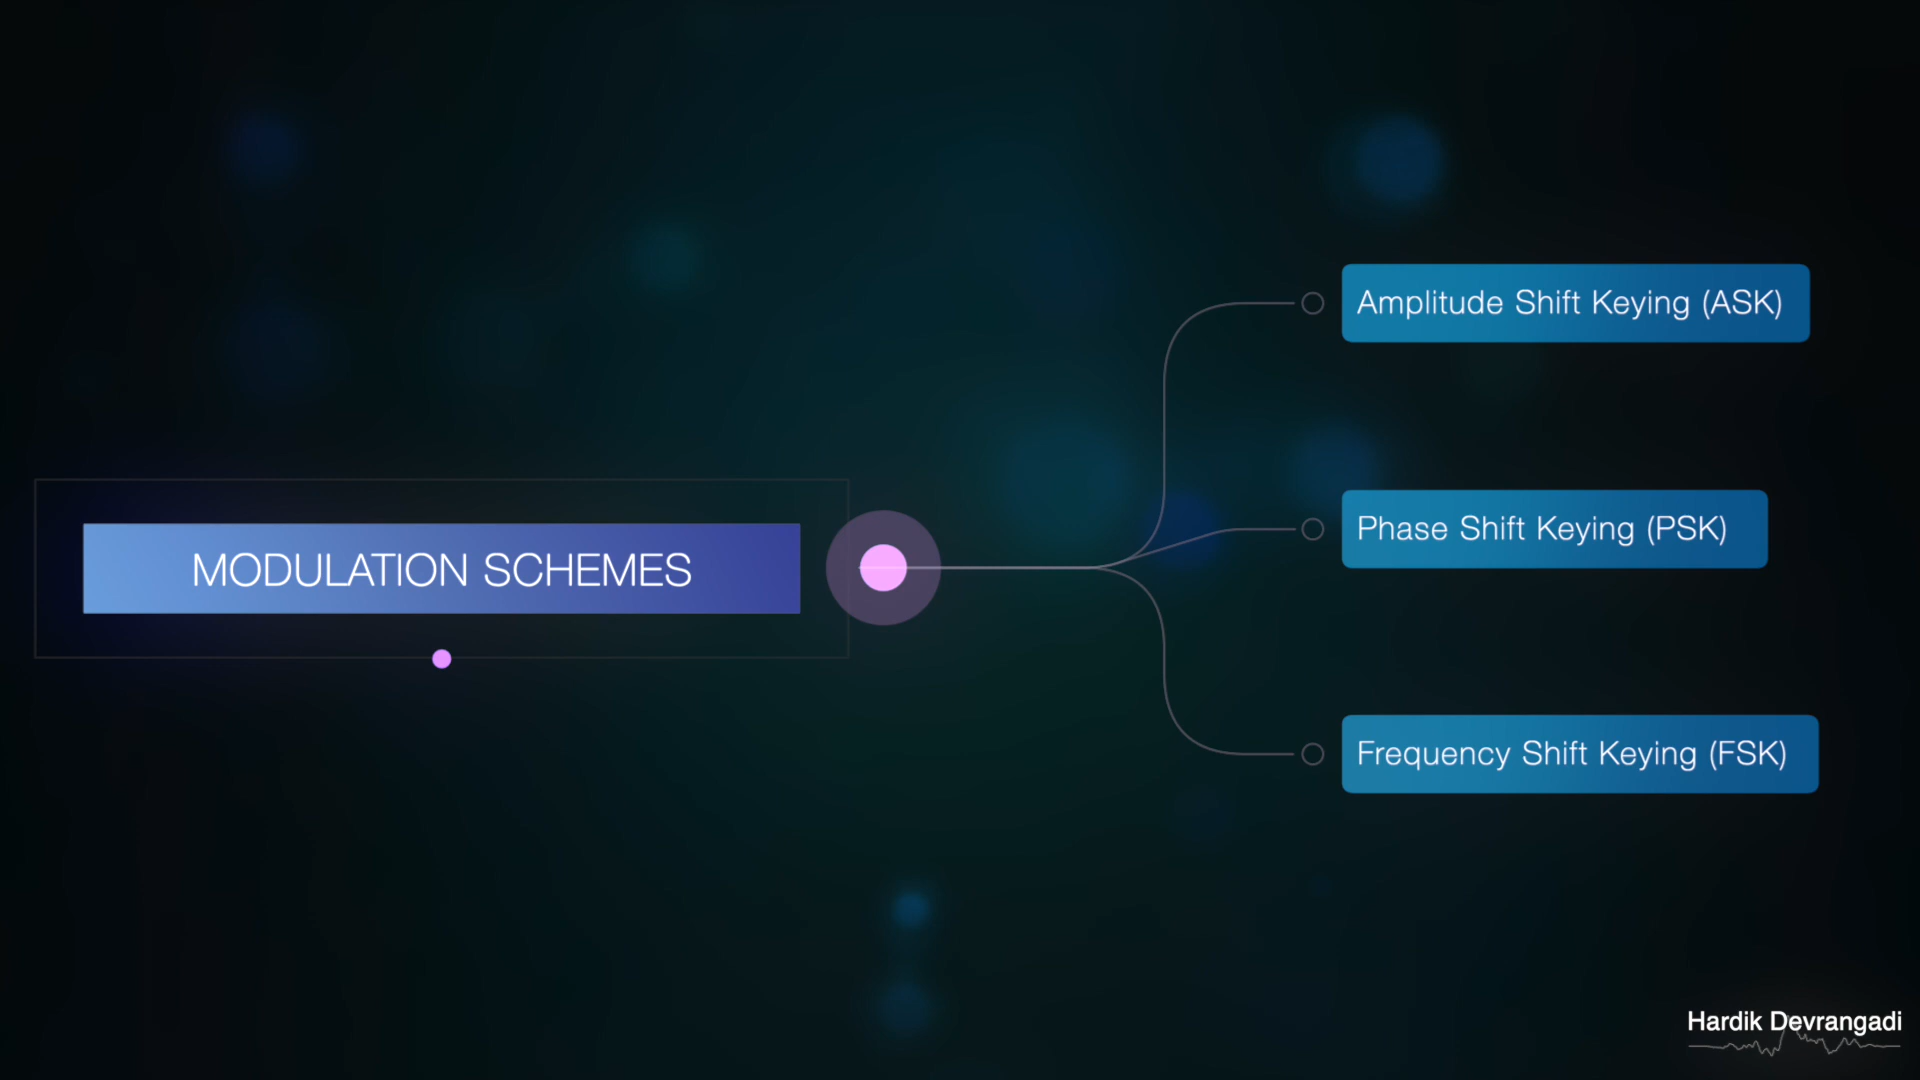 MODULATION SCHEMES
Amplitude Shift Keying (ASK)
Phase Shift Keying (PSK)
Frequency Shift Keying (FSK)
Hardik Devrangadi